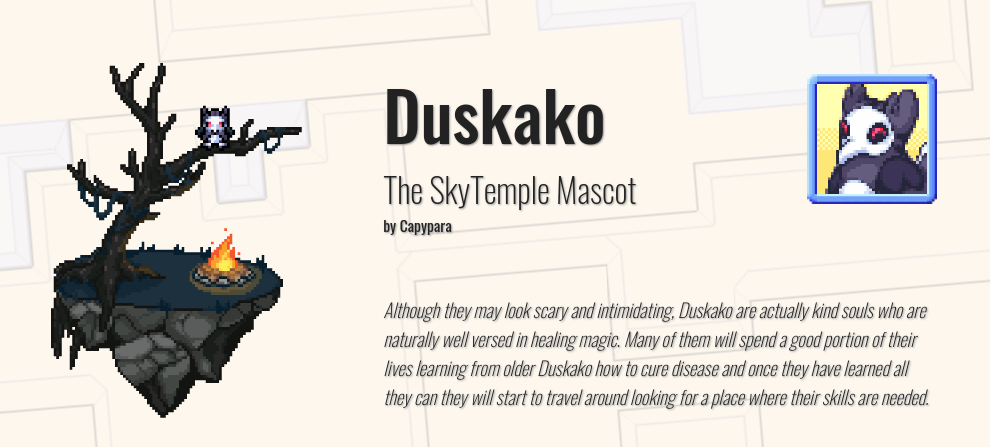 Duskako
The SkyTemple Mascot
by Capypara
Although they may look scary and intimidating, Duskako are actually kind souls who are
naturally well versed in healing magic. Many of them will spend a good portion of their
lives learning from older Duskako how to cure disease and once they have learned all
they can they will start to travel around looking for a place where their skills are needed.